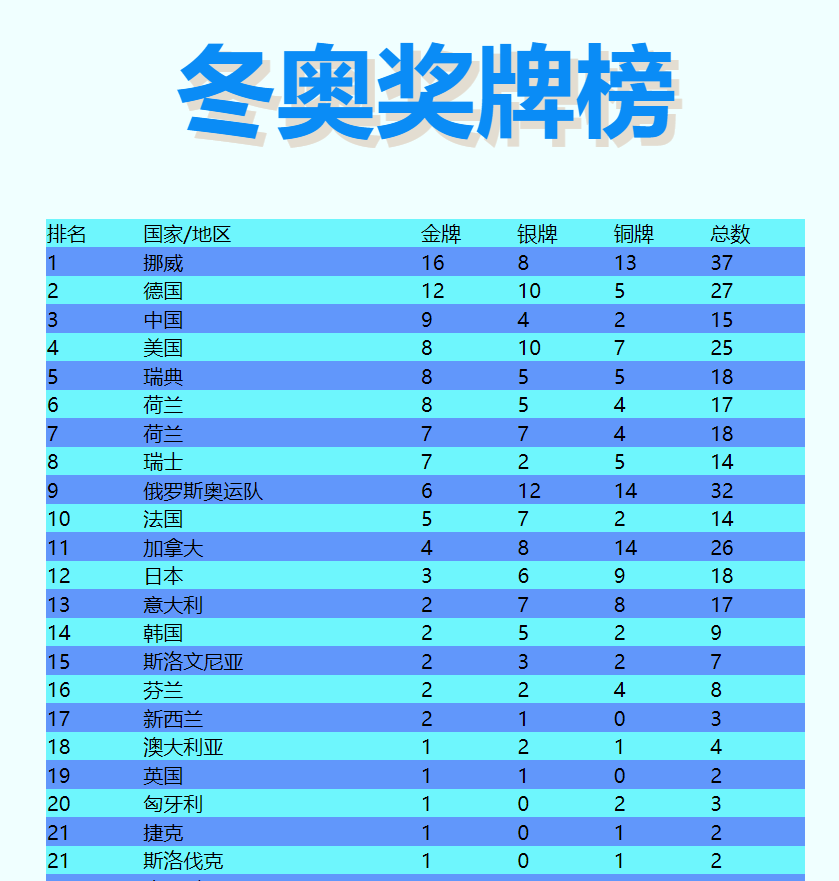 冬奥奖牌榜
排名 国家/地区 金牌 银牌 铜牌 总数
1 挪威 16 8 13 37
2 德国 12 10 5 27
3 中国 9 4 2 15
4 美国 8 10 7 25
5 瑞典 8 5 5 18
6 荷兰 8 5 4 17
7 荷兰 7 7 4 18
8 瑞士 7 2 5 14
9 俄罗斯奥运队 6 12 14 32
10 法国 5 7 2 14
11 加拿大 4 8 14 26
12 日本 3 6 9 18
13 意大利 2 7 8 17
14 韩国 2 5 2 9
15 斯洛文尼亚 2 3 2 7
16 芬兰 2 2 4 8
17 新西兰 2 1 0 3
18 澳大利亚 1 2 1 4
19 英国 1 1 0 2
20 匈牙利 1 0 2 3
21 捷克 1 0 1 2
21 斯洛伐克 1 0 1 2